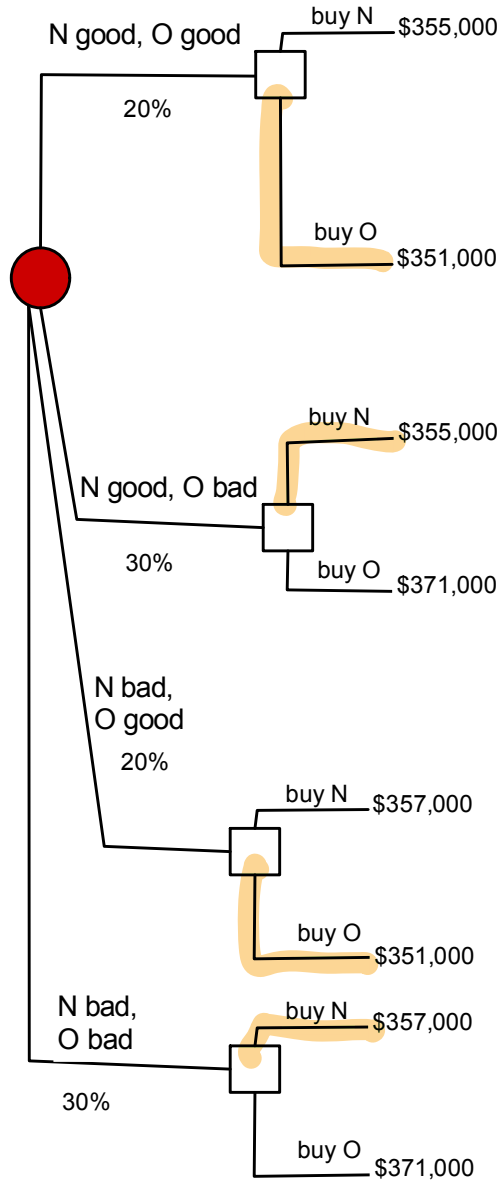 buy N
$355,000
N good, O good
20%
buy O
$351,000
buy N
$355,000
N good, O bad
30%
buy O
$371,000
N bad,
O good
20%
buy N
$357,000
buy O
$351,000
N bad,
O bad
30%
buy N
$357,000
buy O
$371,000